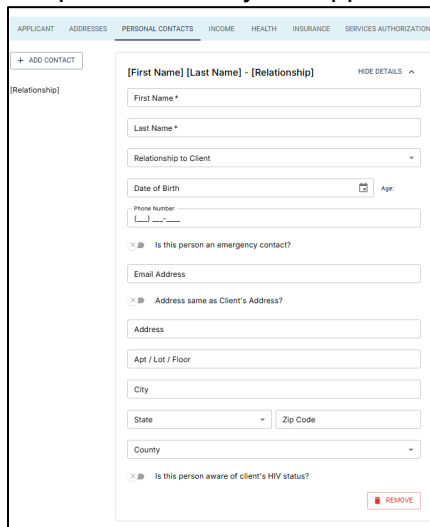 APPLICANT ADDRESSES PERSONAL CONTACTS INCOME HEALTH INSURANCE SERVICES AUTHORIZATION
+ ADD CONTACT
[Relationship]
[First Name] [Last Name] - [Relationship] HIDE DETAILS
First Name *
Last Name *
Relationship to Client
Date of Birth Age:
Phone Number
(__) ___-____
Is this person an emergency contact?
Email Address
Address same as Client's Address?
Address
Apt / Lot / Floor
City
State Zip Code
County
Is this person aware of client's HIV status?
REMOVE